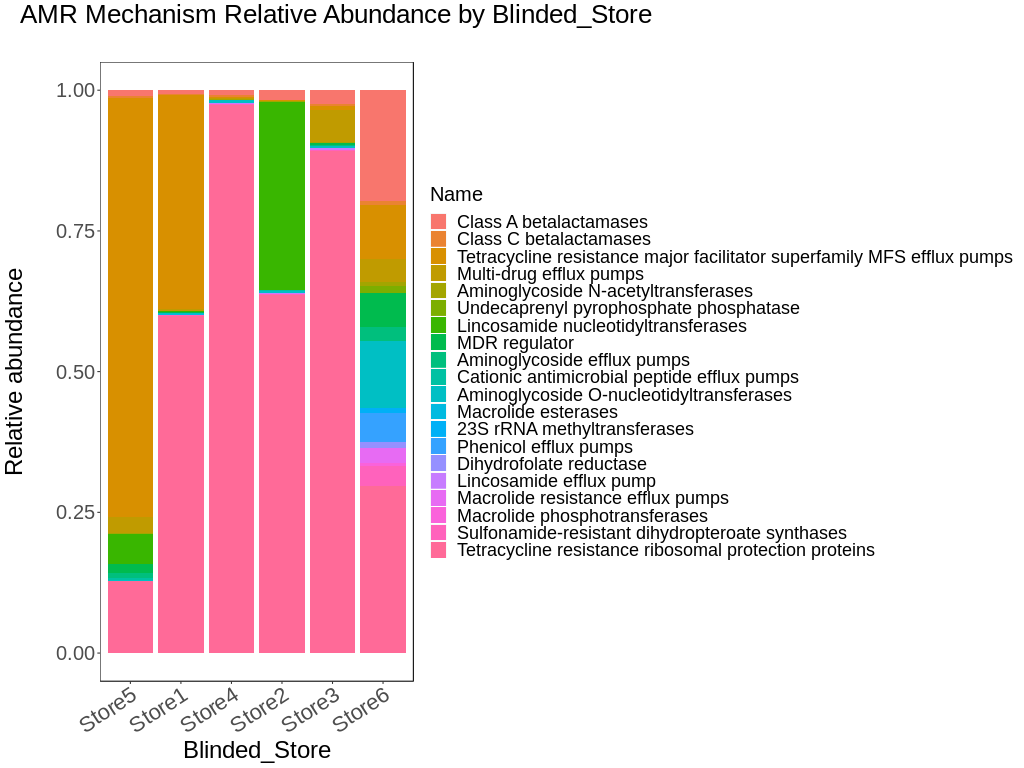 AMR Mechanism Relative Abundance by Blinded_Store
Relative abundance
1.00
0.75
0.50
0.25
0.00
Store5
Store1
Store4
Store2
Store3
Store6
Blinded_Store
Name
Class A betalactamases
Class C betalactamases
Tetracycline resistance major facilitator superfamily MFS efflux pumps
Multi-drug efflux pumps
Aminoglycoside N-acetyltransferases
Undecaprenyl pyrophosphate phosphatase
Lincosamide nucleotidyltransferases
MDR regulator
Aminoglycoside efflux pumps
Cationic antimicrobial peptide efflux pumps
Aminoglycoside O-nucleotidyltransferases
Macrolide esterases
23S rRNA methyltransferases
Phenicol efflux pumps
Dihydrofolate reductase
Lincosamide efflux pump
Macrolide resistance efflux pumps
Macrolide phosphotransferases
Sulfonamide-resistant dihydropteroate synthases
Tetracycline resistance ribosomal protection proteins